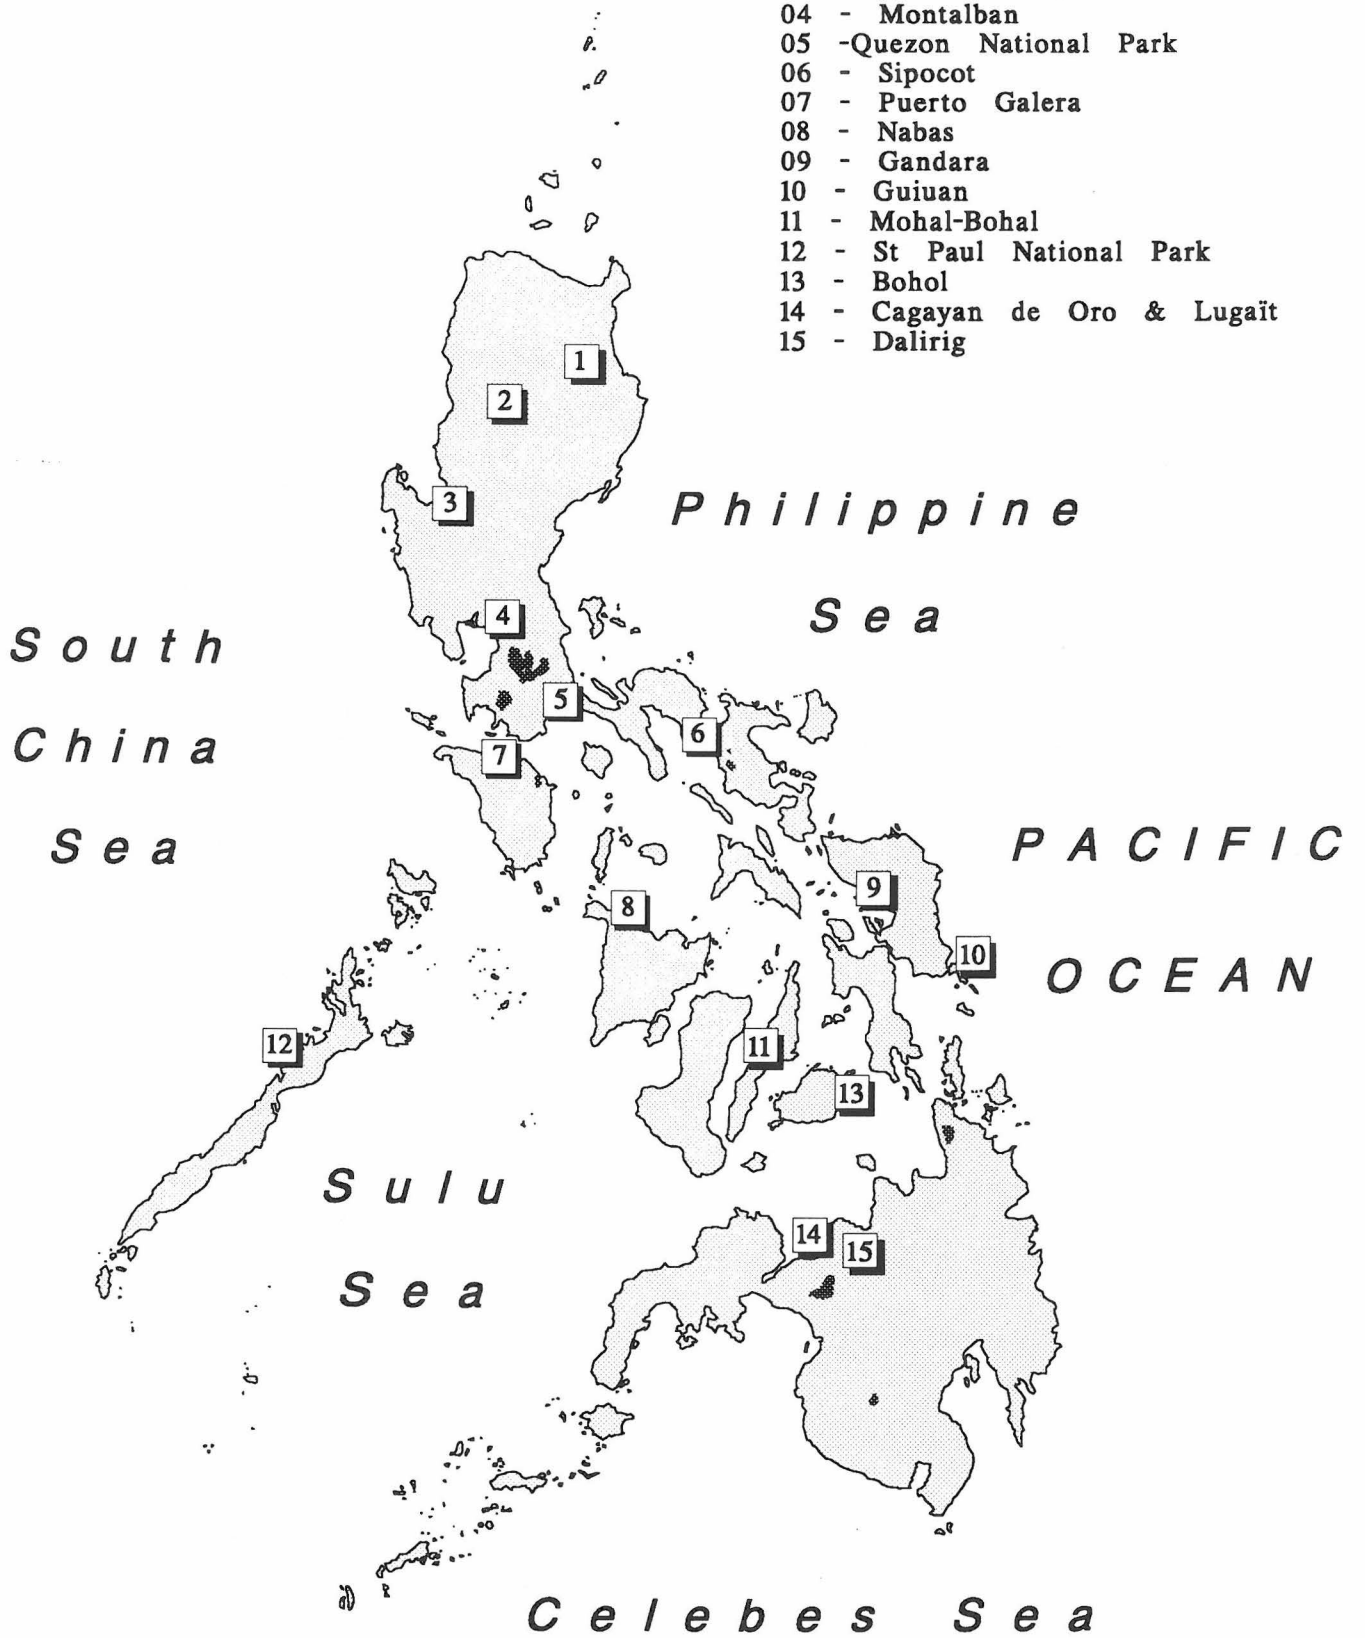 04 - Montalban
05 -Quezon National Park
06 - Sipocot
07 - Puerto Galera
08 - Nabas
09 - Gandara
10 - Guiuan
11 - Mohal-Bohal
12 - St Paul National Park
13 - Bohol
14 - Cagayan de Oro & Lugaït
15 - Dalirig
1
2
3
Philippine
Sea
4
South
China
Sea
5
6
7
PACIFIC
OCEAN
8
9
10
11
12
13
Sulu
Sea
14
15
Celebes Sea